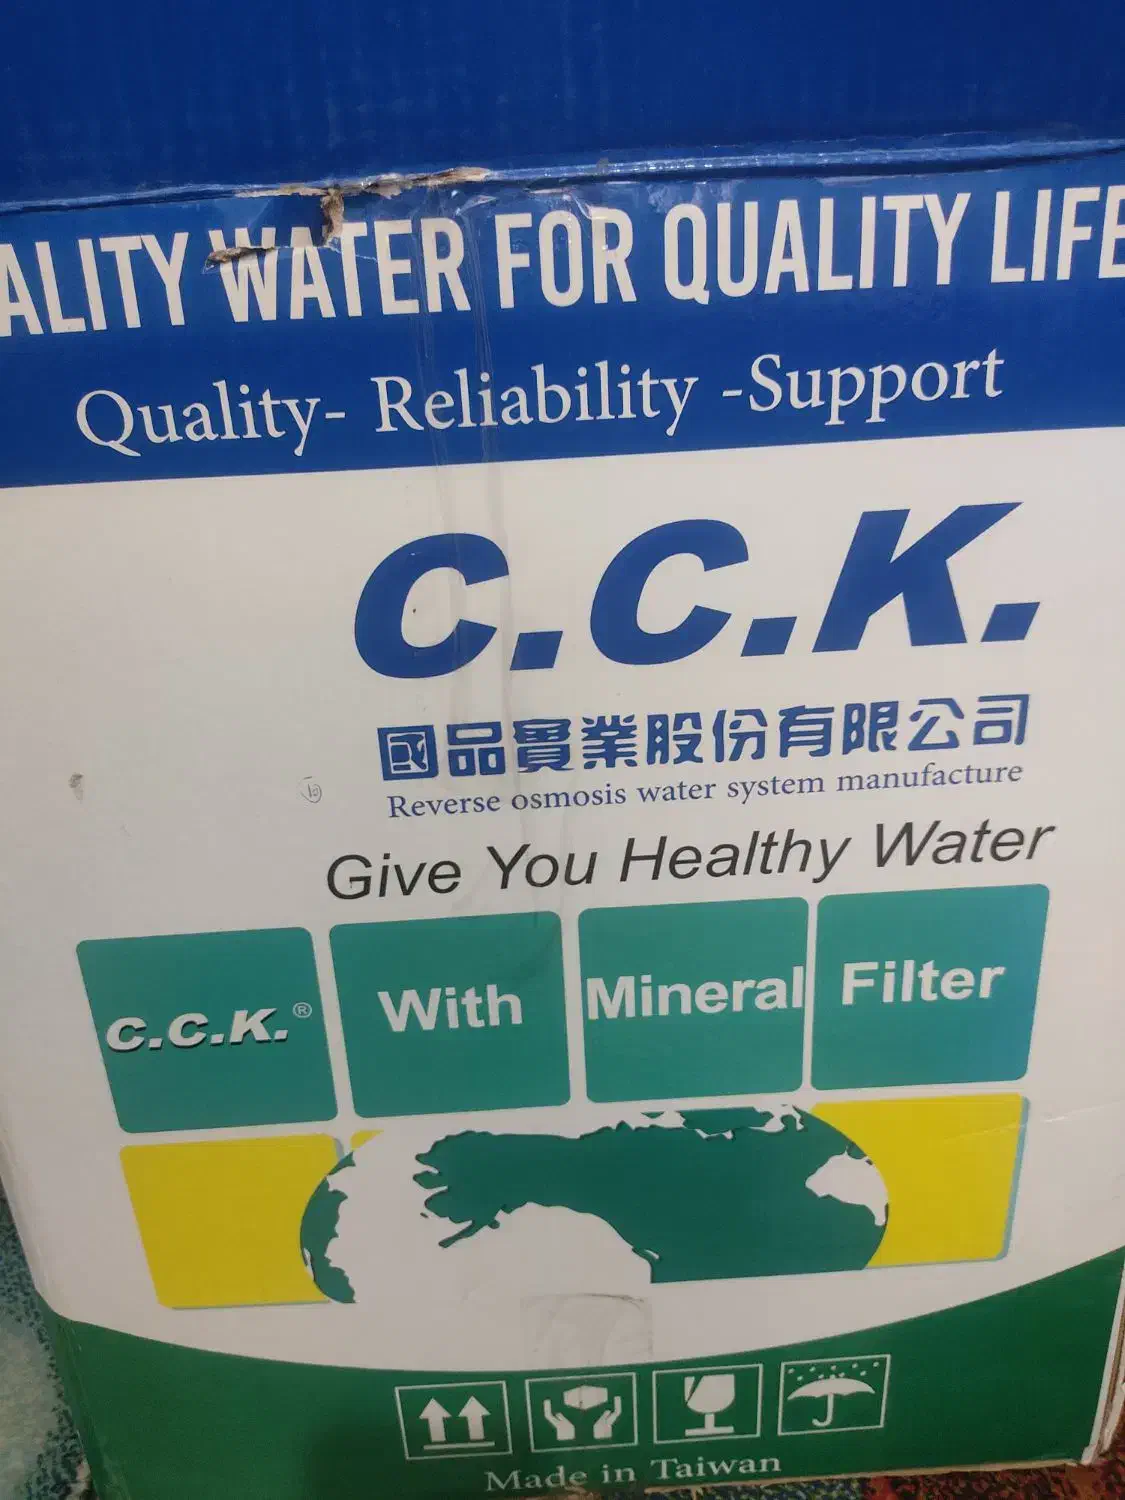 ALITY WATER FOR QUALITY LIFE
Quality- Reliability -Support
C.C.K.
國品實業股份有限公司
Reverse osmosis water system manufacture
Give You Healthy Water
C.C.K.® With Mineral Filter
Made in Taiwan